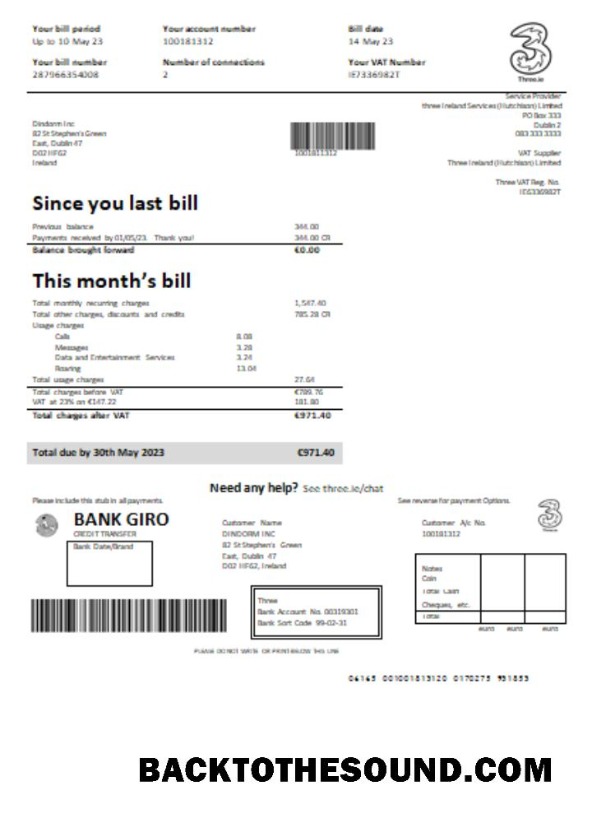 Your bill period Your account number Bill date
Up to 10 May 23 100181312 14 May 23
Your bill number Number of connections Your VAT Number
287966354008 2 IE7336982T
Three.ie
Service Provider
three Ireland Services (Hutchison) Limited
PO Box 333
Dublin 2
083 333 3333
VAT Supplier
Three Ireland (Hutchison) Limited
Three VAT Reg. No.
IE6336982T
Dindorm Inc
82 St Stephen's Green
East, Dublin 47
D02 HF62
Ireland
1001811312
Since you last bill
Previous balance 344.00
Payments received by 01/05/23. Thank you! 344.00 CR
Balance brought forward €0.00
This month's bill
Total monthly recurring charges 1,547.40
Total other charges, discounts and credits 785.28 CR
Usage charges
Calls 8.08
Messages 3.28
Data and Entertainment Services 3.24
Roaring 13.04
Total usage charges 27.64
Total charges before VAT €789.76
VAT at 23% on €147.22 181.80
Total charges after VAT €971.40
Total due by 30th May 2023 €971.40
Need any help? See three.ie/chat
Please include this stub in all payments. See reverse for payment Options.
BANK GIRO
CREDIT TRANSFER
Bank Date/Brand
Customer Name
DINDORM INC
82 St Stephen's Green
East, Dublin 47
D02 HF62, Ireland
Customer A/c No.
100181312
Notes
Coin
Total Cash
Cheques, etc.
Total
euro euro euro
Three
Bank Account No. 00319301
Bank Sort Code 99-02-31
PLEASE DO NOT WRITE OR PRINT BELOW THIS LINE
04145 001001813120 0170275 931853
BACKTOTHESOUND.COM